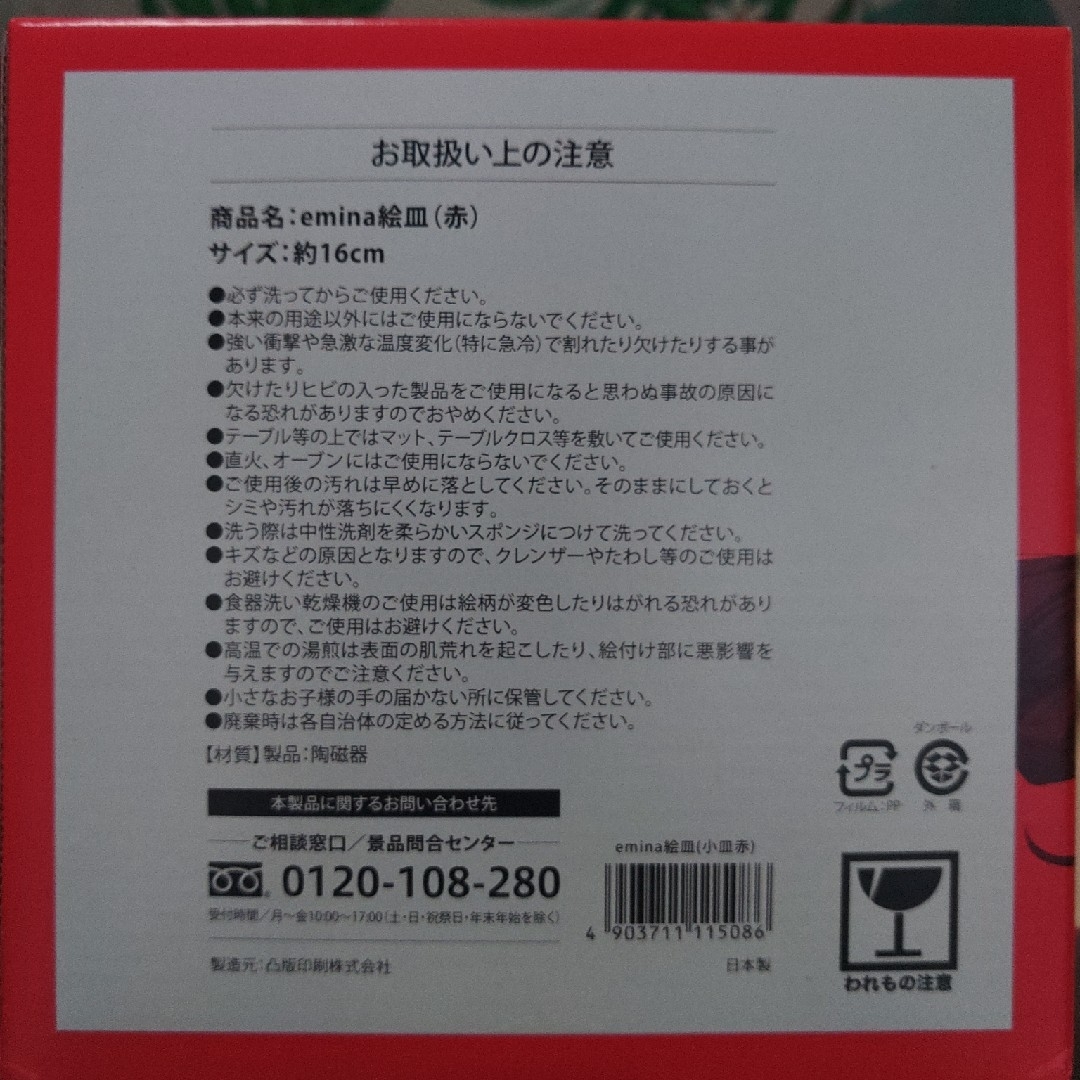 お取扱い上の注意
商品名：emina絵皿（赤）
サイズ：約16cm
●必ず洗ってからご使用ください。
●本来の用途以外にはご使用にならないでください。
●強い衝撃や急激な温度変化（特に急冷）で割れたり欠けたりする事が
あります。
●欠けたりヒビの入った製品をご使用になると思わぬ事故の原因に
なる恐れがありますのでおやめください。
●テーブル等の上ではマット、テーブルクロス等を敷いてご使用ください。
●直火、オーブンにはご使用にならないでください。
●ご使用後の汚れは早めに落としてください。そのままにしておくと
シミや汚れが落ちにくくなります。
●洗う際は中性洗剤を柔らかいスポンジにつけて洗ってください。
●キズなどの原因となりますので、クレンザーやたわし等のご使用は
お避けください。
●食器洗い乾燥機のご使用は絵柄が変色したりはがれる恐れがあり
ますので、ご使用はお避けください。
●高温での湯煎は表面の肌荒れを起こしたり、絵付け部に悪影響を
与えますのでご注意ください。
●小さなお子様の手の届かない所に保管してください。
●廃棄時は各自治体の定める方法に従ってください。
【材質】製品：陶磁器
本製品に関するお問い合わせ先
ご相談窓口／景品問合センター
0120-108-280
受付時間／月～金10:00～17:00（土・日・祝祭日・年末年始を除く）
製造元：凸版印刷株式会社
emina絵皿(小皿赤)
4 903711 115086
日本製
プラ
フィルム：PP
ダンボール
外箱
われもの注意